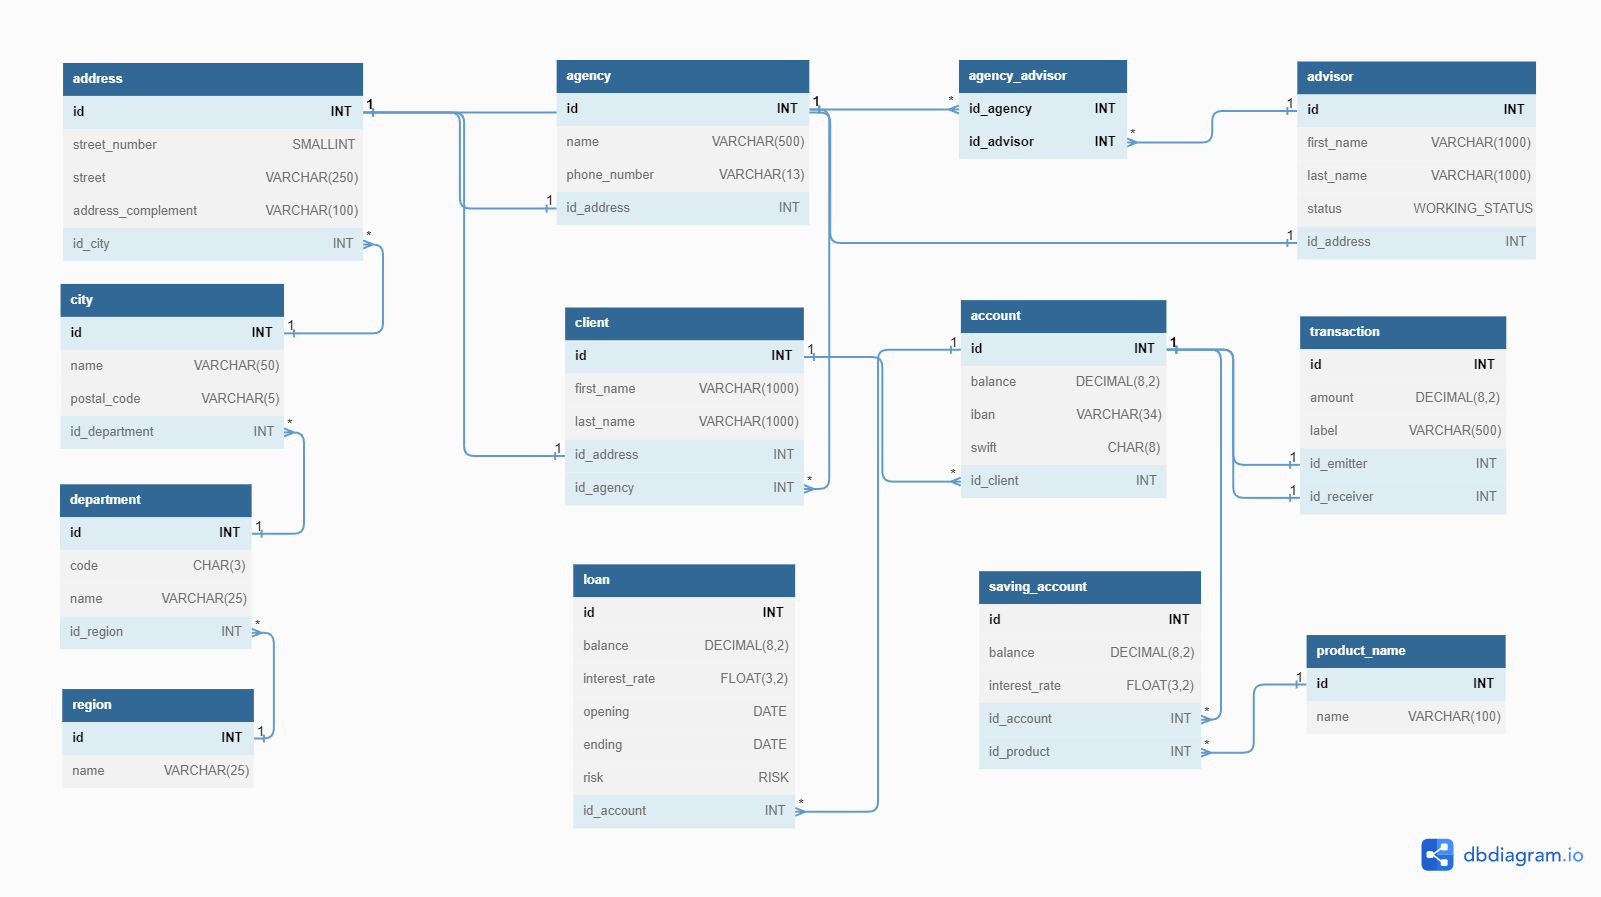 address
id INT
street_number SMALLINT
street VARCHAR(250)
address_complement VARCHAR(100)
id_city INT
1
*
agency
id INT
name VARCHAR(500)
phone_number VARCHAR(13)
id_address INT
1
1
agency_advisor
id_agency INT
id_advisor INT
*
*
advisor
id INT
first_name VARCHAR(1000)
last_name VARCHAR(1000)
status WORKING_STATUS
id_address INT
1
1
city
id INT
name VARCHAR(50)
postal_code VARCHAR(5)
id_department INT
1
*
client
id INT
first_name VARCHAR(1000)
last_name VARCHAR(1000)
id_address INT
id_agency INT
1
1
*
account
id INT
balance DECIMAL(8,2)
iban VARCHAR(34)
swift CHAR(8)
id_client INT
1
1
*
transaction
id INT
amount DECIMAL(8,2)
label VARCHAR(500)
id_emitter INT
id_receiver INT
1
1
department
id INT
code CHAR(3)
name VARCHAR(25)
id_region INT
1
*
loan
id INT
balance DECIMAL(8,2)
interest_rate FLOAT(3,2)
opening DATE
ending DATE
risk RISK
id_account INT
*
saving_account
id INT
balance DECIMAL(8,2)
interest_rate FLOAT(3,2)
id_account INT
id_product INT
*
*
product_name
id INT
name VARCHAR(100)
1
region
id INT
name VARCHAR(25)
1
dbdiagram.io